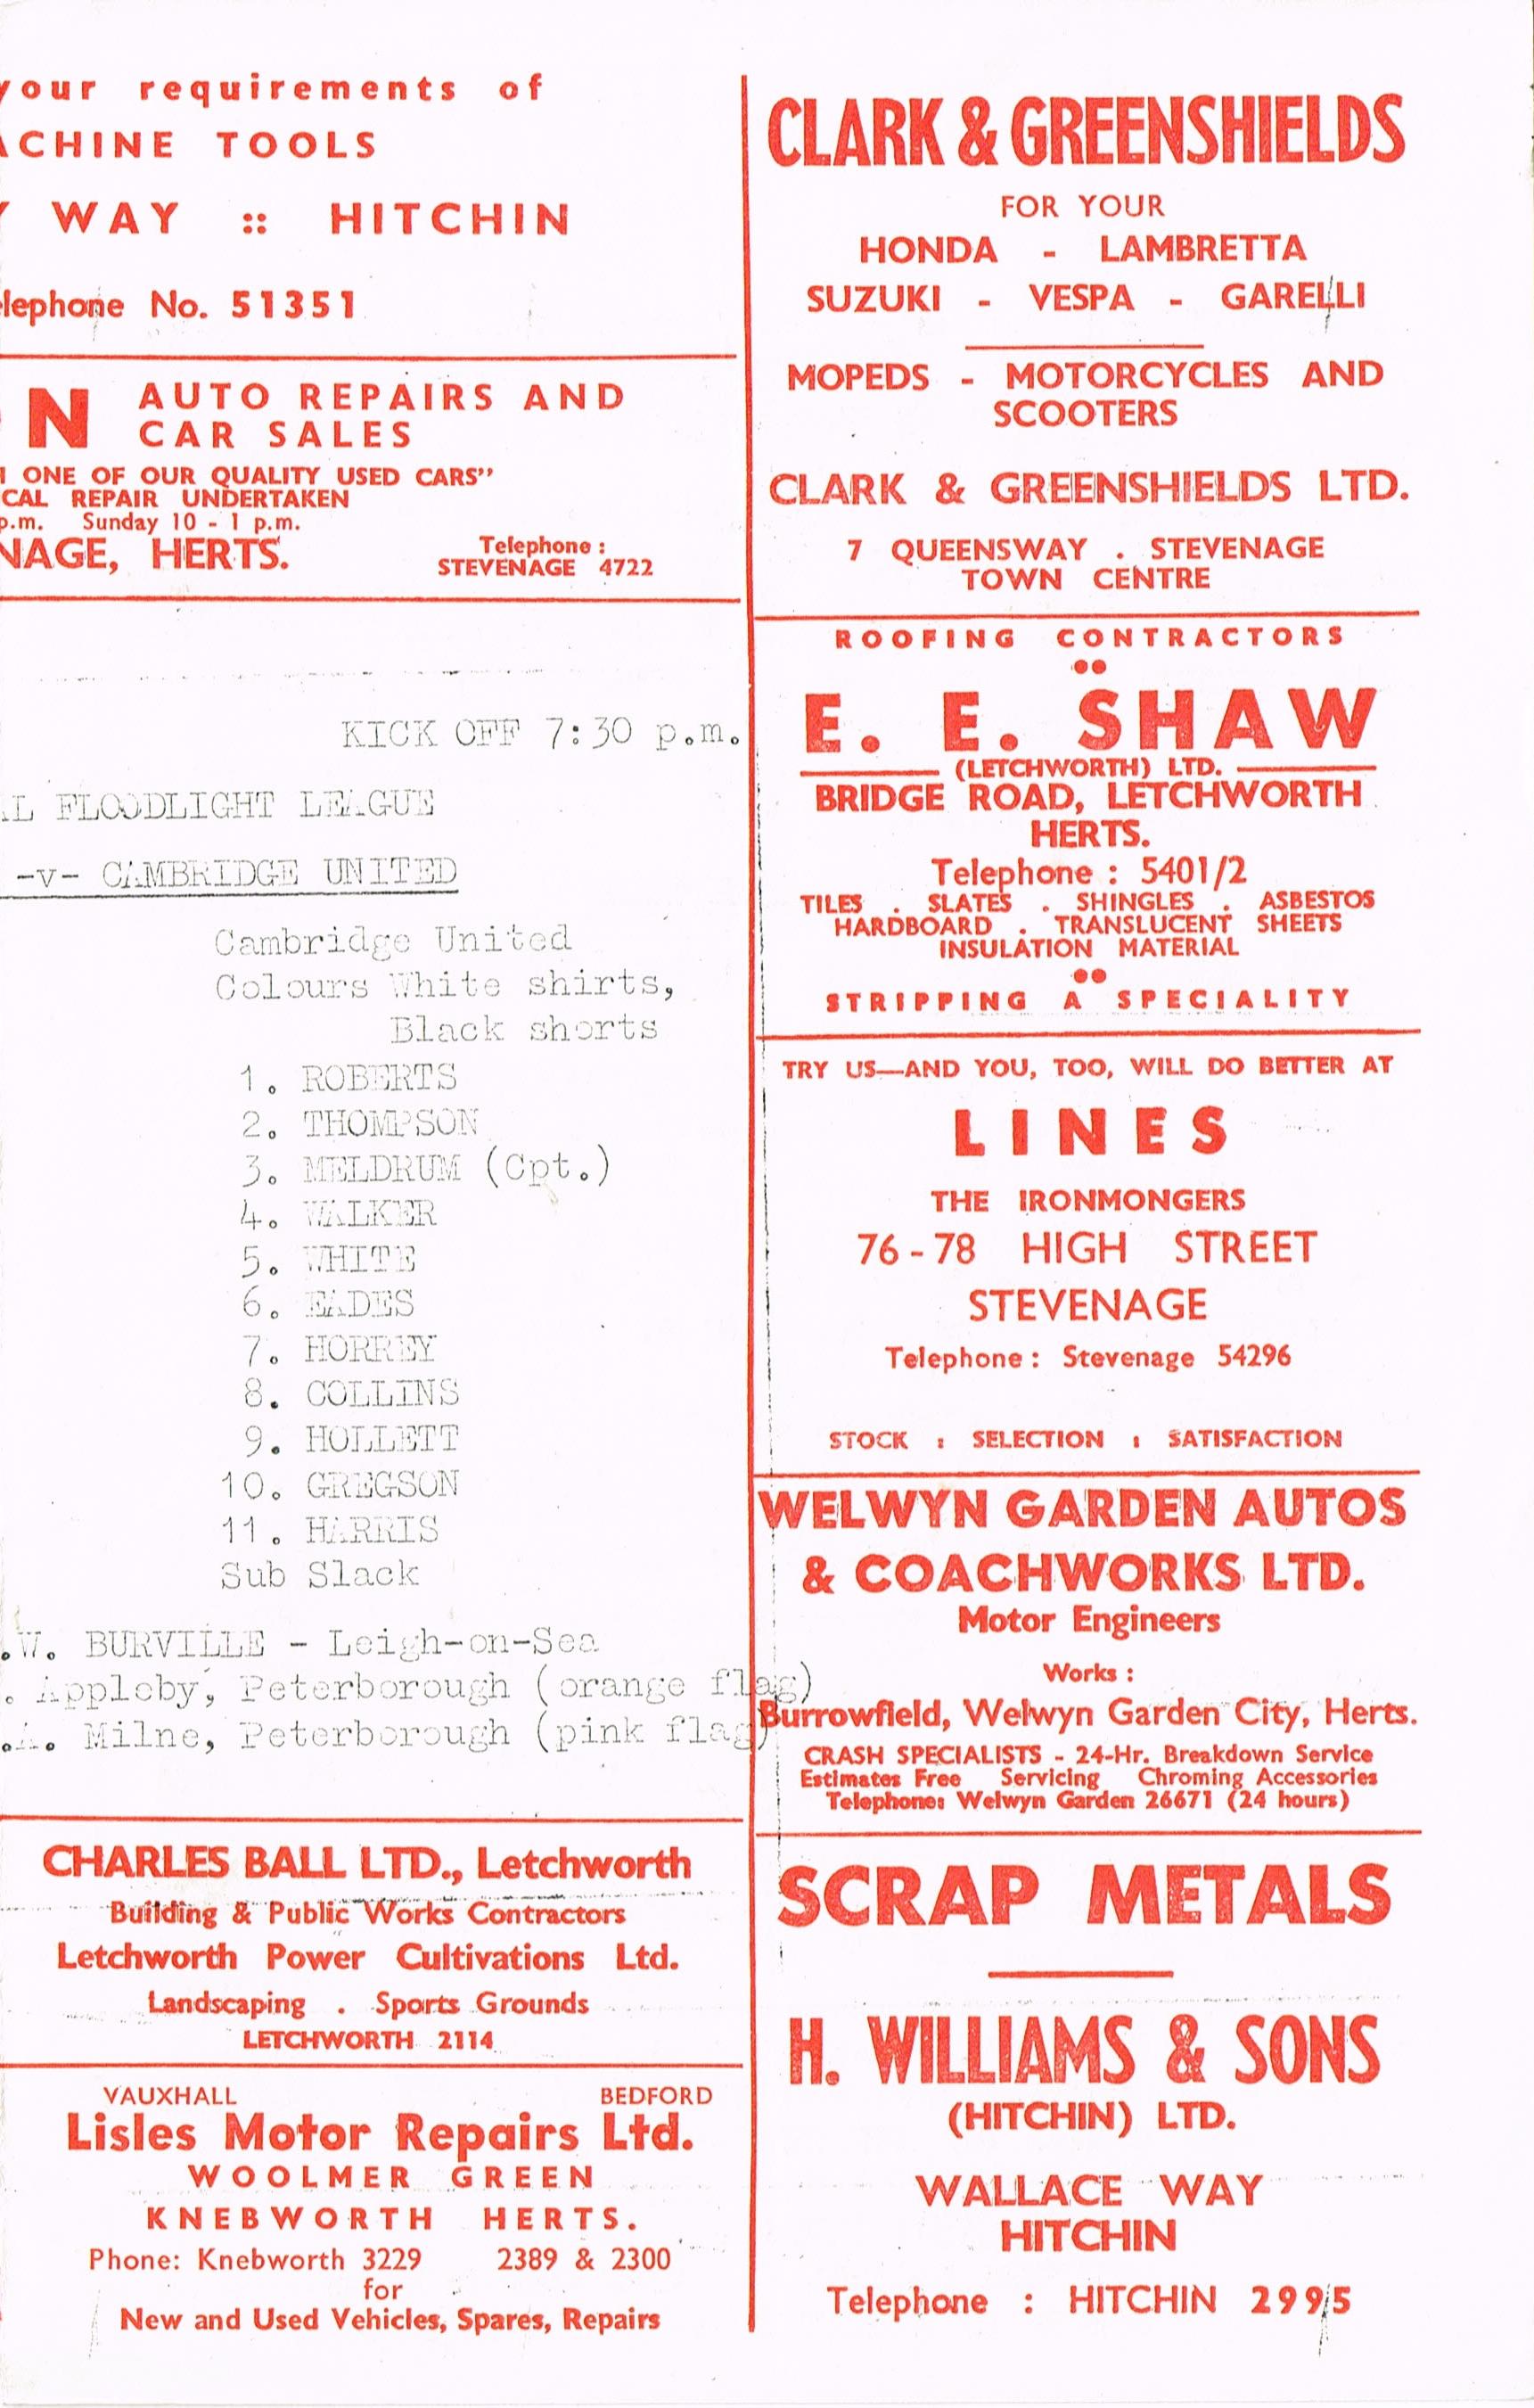 your requirements of
ACHINE TOOLS
Y WAY :: HITCHIN
elephone No. 51351
N AUTO REPAIRS AND
CAR SALES
ONE OF OUR QUALITY USED CARS"
CAL REPAIR UNDERTAKEN
p.m. Sunday 10 - 1 p.m.
NAGE, HERTS. Telephone :
STEVENAGE 4722
KICK OFF 7:30 p.m.
AL FLOODLIGHT LEAGUE
-v- CAMBRIDGE UNITED
Cambridge United
Colours White shirts,
Black shorts
1. ROBERTS
2. THOMPSON
3. MELDRUM (Cpt.)
4. WALKER
5. WHITE
6. EADES
7. HORREY
8. COLLINS
9. HOLLETT
10. GREGSON
11. HARRIS
Sub Slack
.W. BURVILLE - Leigh-on-Sea
. Appleby, Peterborough (orange flag)
.A. Milne, Peterborough (pink flag)
CHARLES BALL LTD., Letchworth
Building & Public Works Contractors
Letchworth Power Cultivations Ltd.
Landscaping . Sports Grounds
LETCHWORTH 2114
VAUXHALL BEDFORD
Lisles Motor Repairs Ltd.
WOOLMER GREEN
KNEBWORTH HERTS.
Phone: Knebworth 3229 2389 & 2300
for
New and Used Vehicles, Spares, Repairs
CLARK & GREENSHIELDS
FOR YOUR
HONDA - LAMBRETTA
SUZUKI - VESPA - GARELLI
MOPEDS - MOTORCYCLES AND
SCOOTERS
CLARK & GREENSHIELDS LTD.
7 QUEENSWAY . STEVENAGE
TOWN CENTRE
ROOFING CONTRACTORS
E. E. SHAW
(LETCHWORTH) LTD.
BRIDGE ROAD, LETCHWORTH
HERTS.
Telephone : 5401/2
TILES . SLATES . SHINGLES . ASBESTOS
HARDBOARD . TRANSLUCENT SHEETS
INSULATION MATERIAL
STRIPPING A SPECIALITY
TRY US—AND YOU, TOO, WILL DO BETTER AT
LINES
THE IRONMONGERS
76-78 HIGH STREET
STEVENAGE
Telephone : Stevenage 54296
STOCK : SELECTION : SATISFACTION
WELWYN GARDEN AUTOS
& COACHWORKS LTD.
Motor Engineers
Works :
Burrowfield, Welwyn Garden City, Herts.
CRASH SPECIALISTS - 24-Hr. Breakdown Service
Estimates Free Servicing Chroming Accessories
Telephone: Welwyn Garden 26671 (24 hours)
SCRAP METALS
H. WILLIAMS & SONS
(HITCHIN) LTD.
WALLACE WAY
HITCHIN
Telephone : HITCHIN 2995